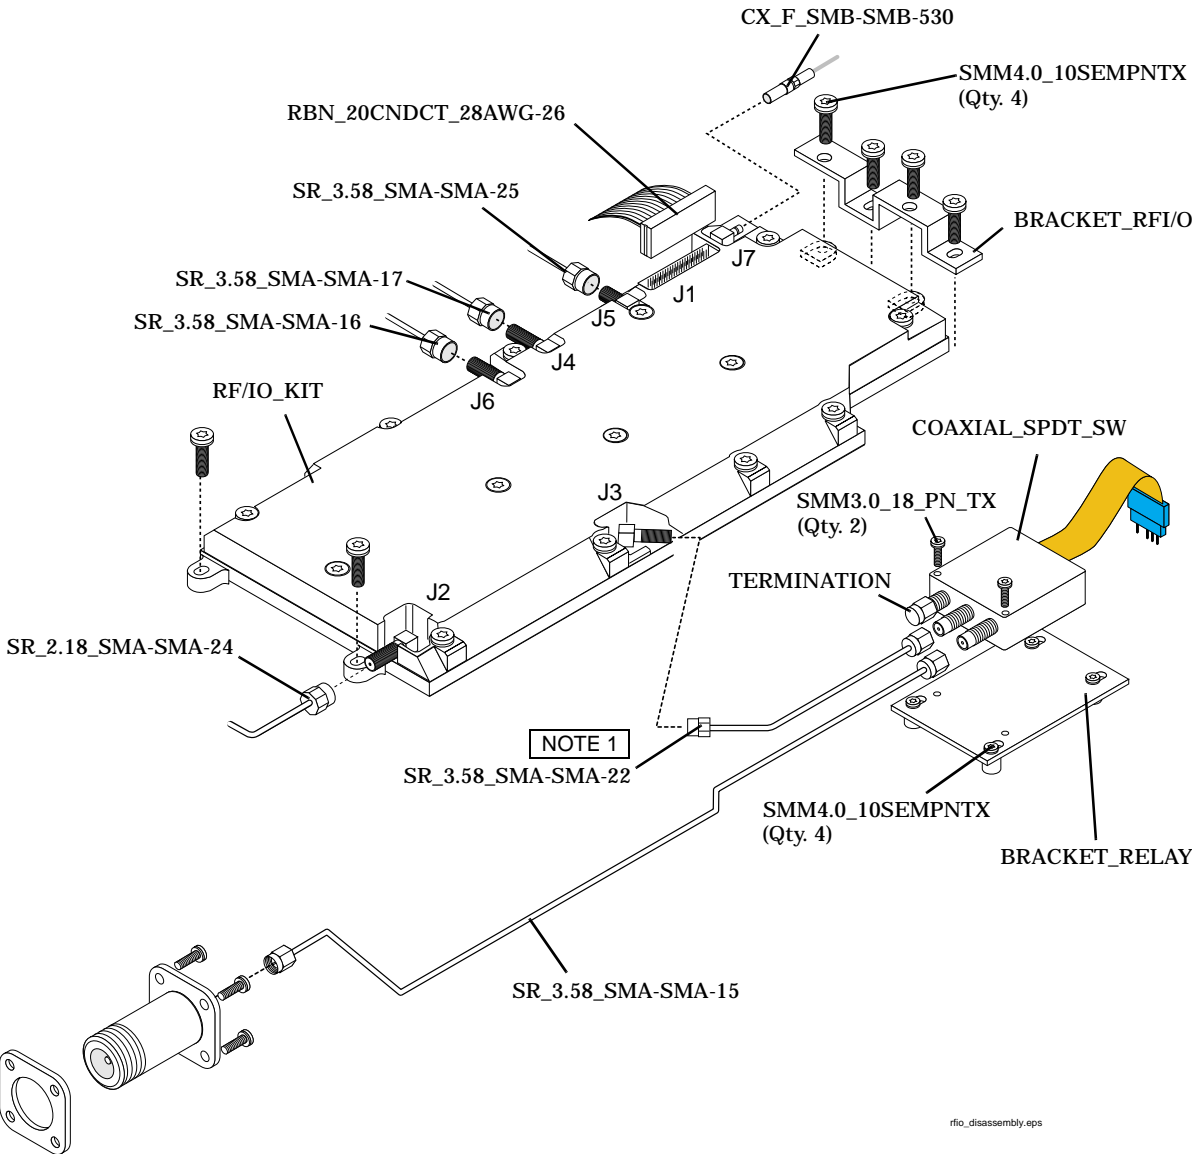 CX_F_SMB-SMB-530
SMM4.0_10SEMPNTX
(Qty. 4)
RBN_20CNDCT_28AWG-26
SR_3.58_SMA-SMA-25
BRACKET_RFI/O
J7
SR_3.58_SMA-SMA-17
J1
J5
SR_3.58_SMA-SMA-16
J4
RF/IO_KIT
J6
COAXIAL_SPDT_SW
J3
SMM3.0_18_PN_TX
(Qty. 2)
TERMINATION
J2
SR_2.18_SMA-SMA-24
NOTE 1
SR_3.58_SMA-SMA-22
SMM4.0_10SEMPNTX
(Qty. 4)
BRACKET_RELAY
SR_3.58_SMA-SMA-15
rfio_disassembly.eps